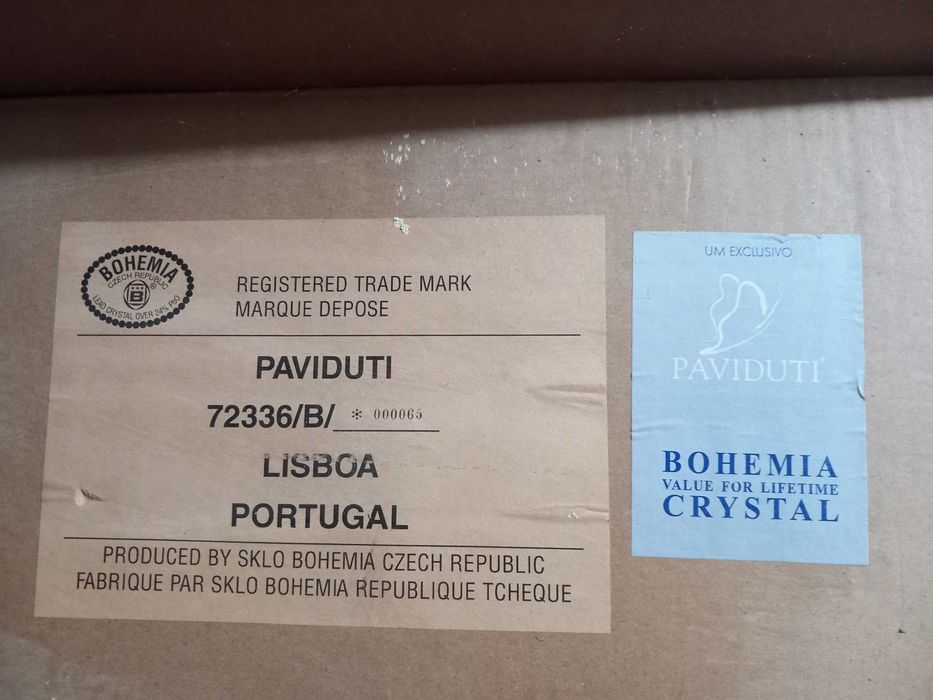 BOHEMIA
CZECH REPUBLIC
B ®
LEAD CRYSTAL OVER 24% PbO
REGISTERED TRADE MARK
MARQUE DEPOSE
PAVIDUTI
72336/B/ * 000065
LISBOA
PORTUGAL
PRODUCED BY SKLO BOHEMIA CZECH REPUBLIC
FABRIQUE PAR SKLO BOHEMIA REPUBLIQUE TCHEQUE
UM EXCLUSIVO
PAVIDUTI®
BOHEMIA
VALUE FOR LIFETIME
CRYSTAL